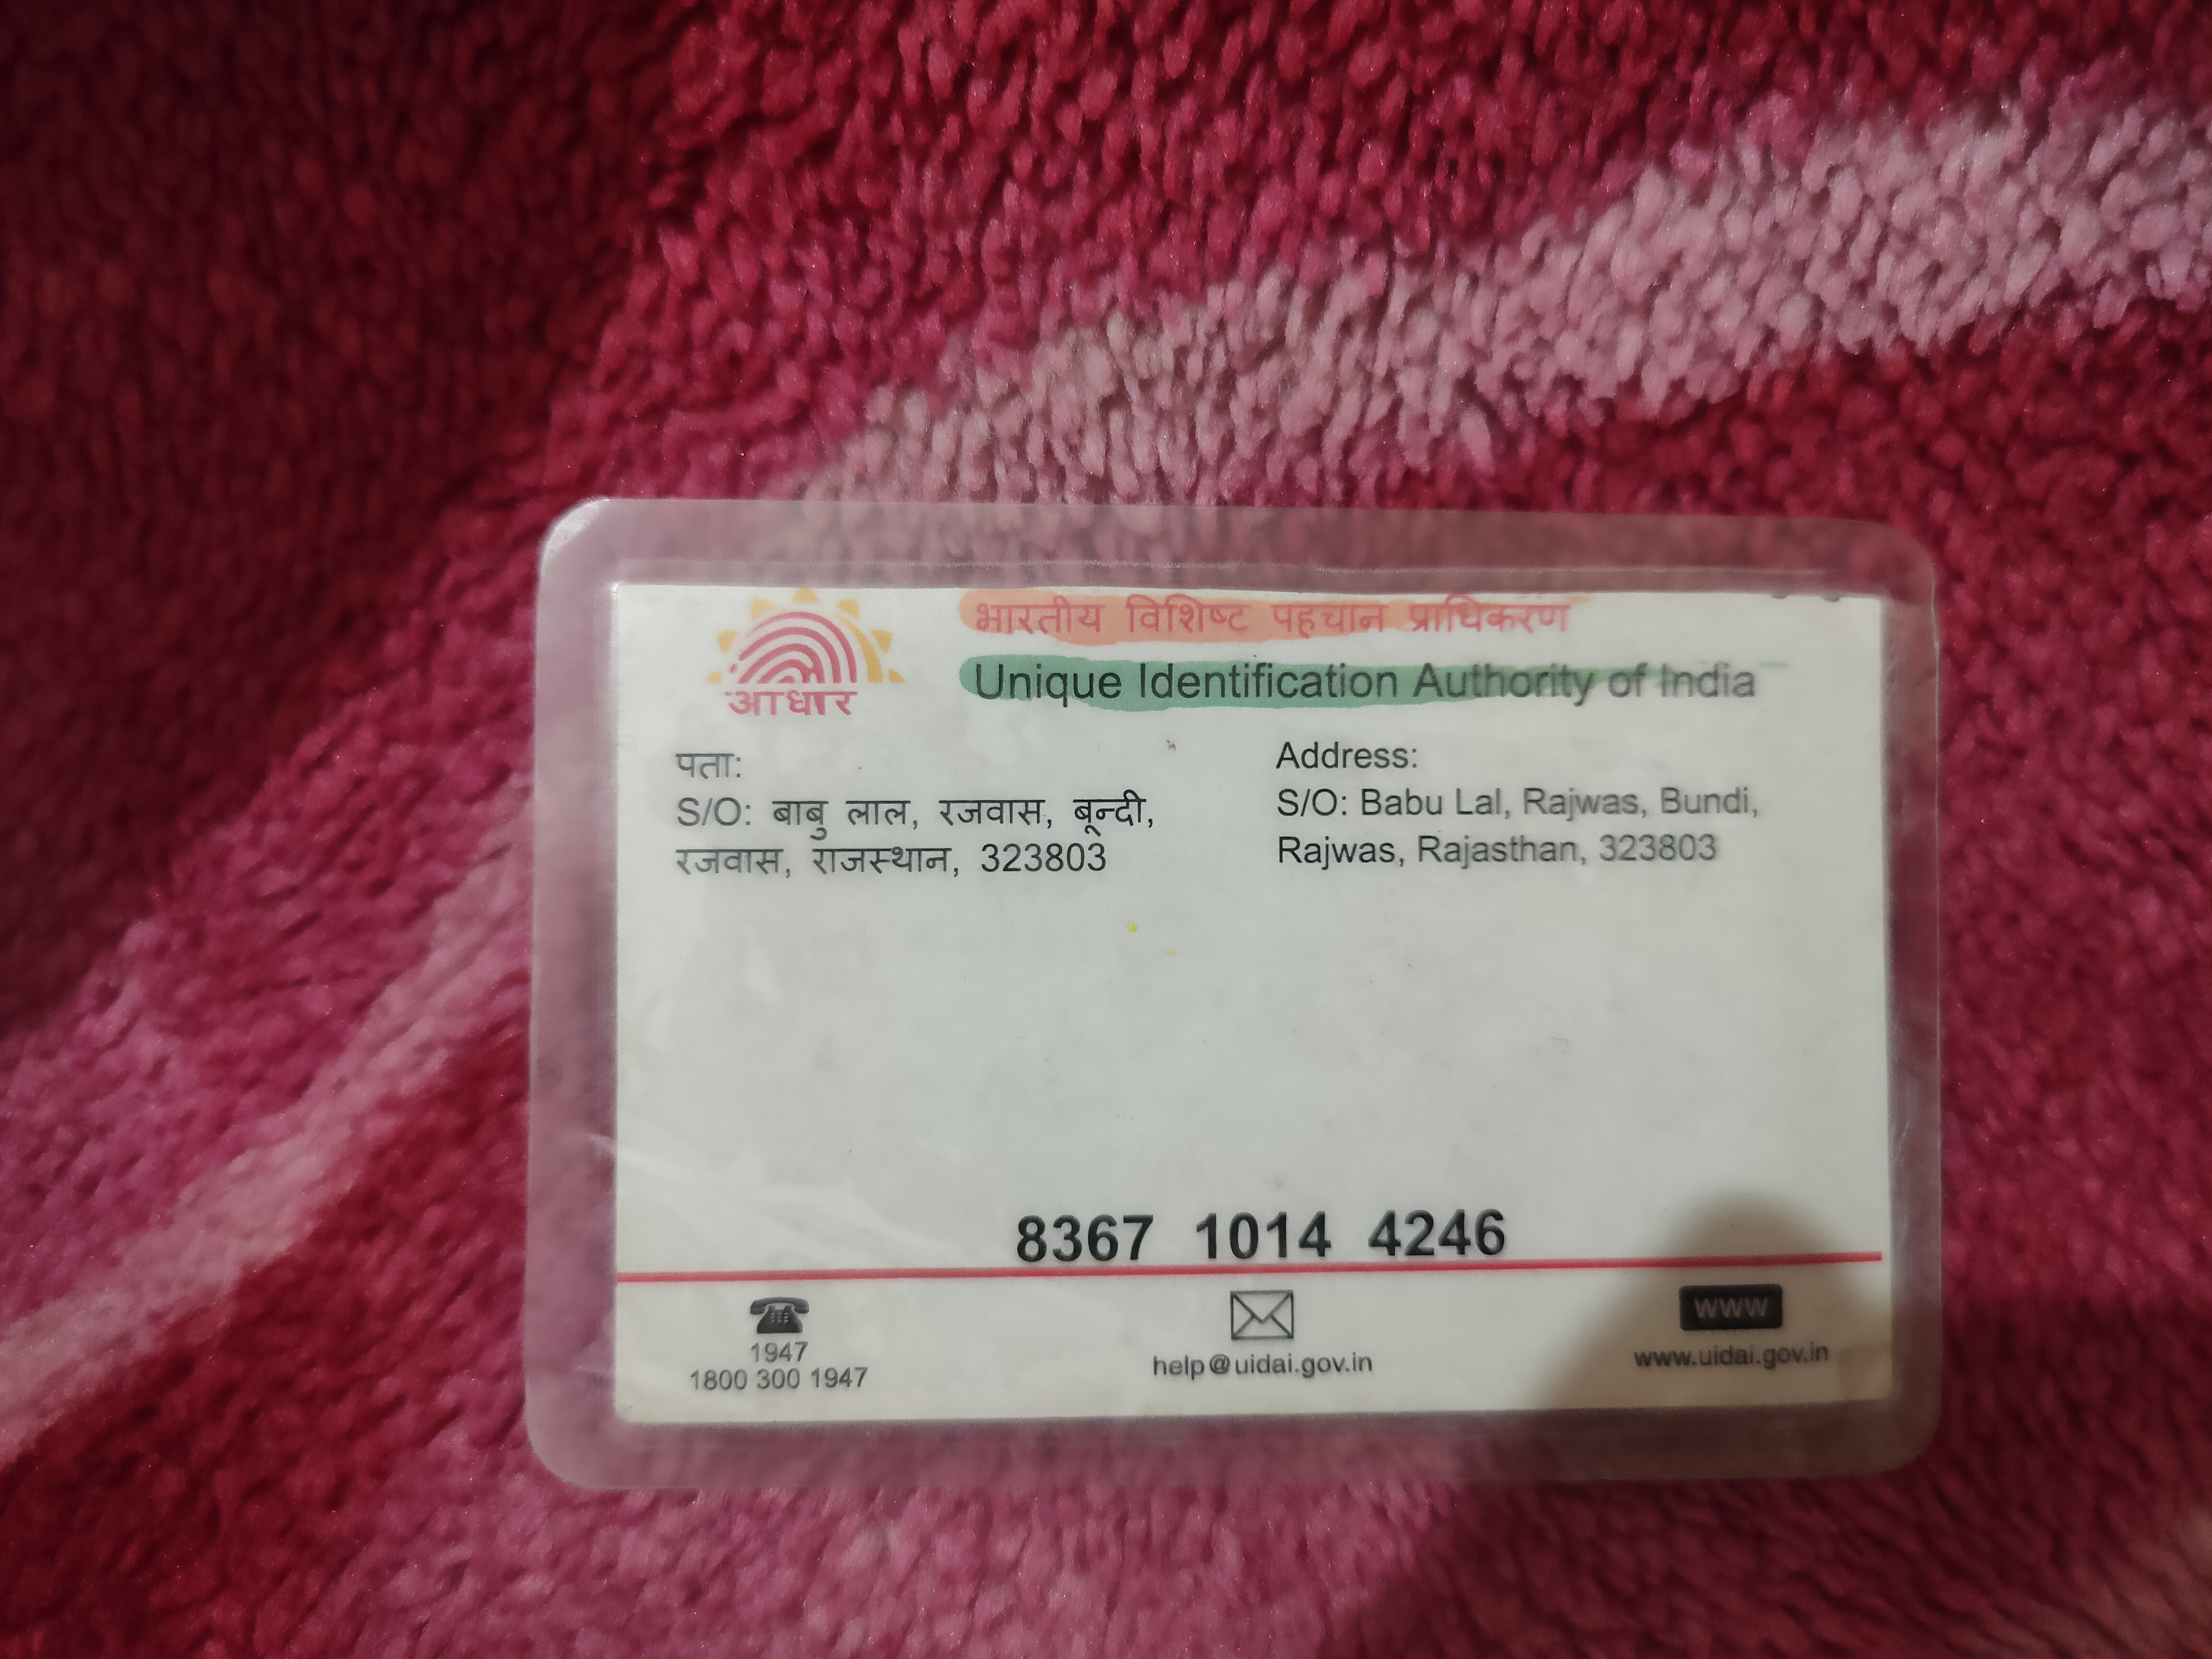 भारतीय विशिष्ट पहचान प्राधिकरण
Unique Identification Authority of India
आधार
पता:
S/O: बाबु लाल, रजवास, बून्दी,
रजवास, राजस्थान, 323803
Address:
S/O: Babu Lal, Rajwas, Bundi,
Rajwas, Rajasthan, 323803
8367 1014 4246
1947
1800 300 1947
help@uidai.gov.in
www
www.uidai.gov.in